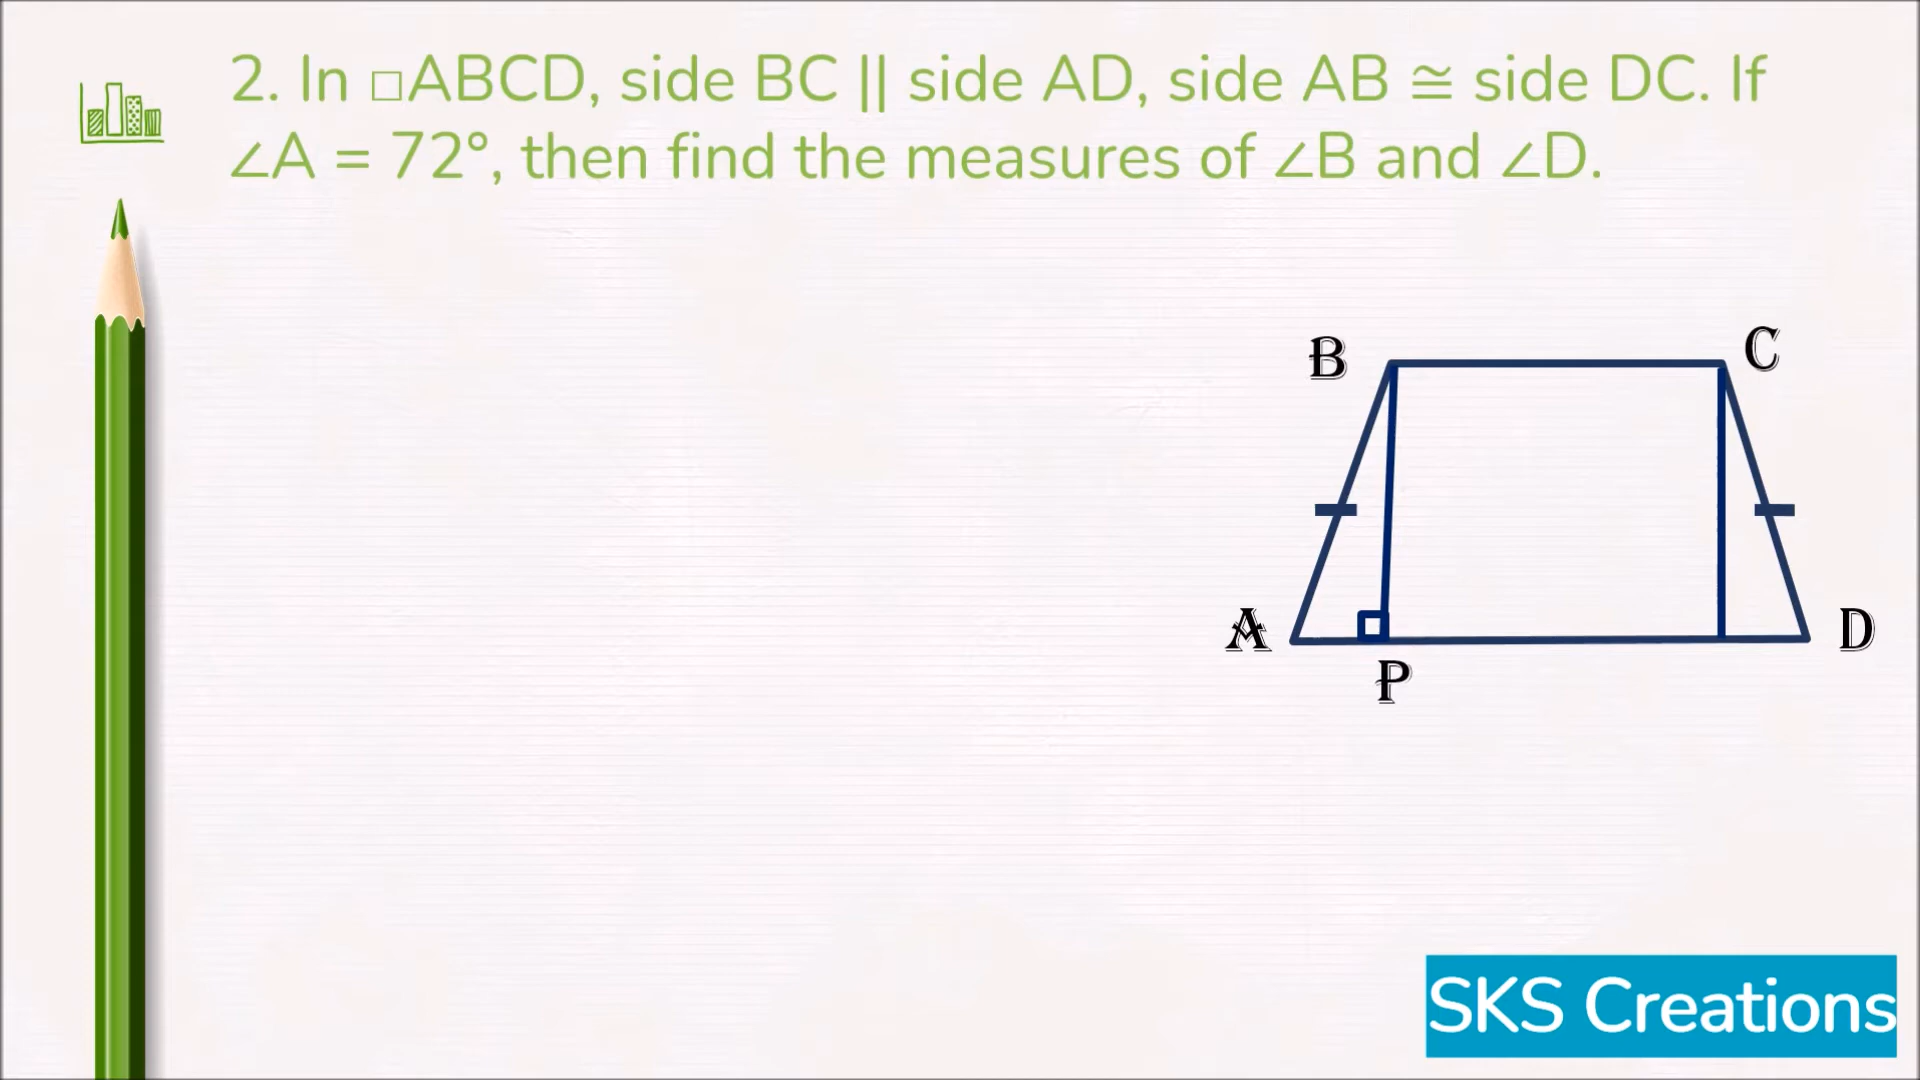 2. In □ABCD, side BC || side AD, side AB ≅ side DC. If
∠A = 72°, then find the measures of ∠B and ∠D.
B
C
A
D
P
SKS Creations